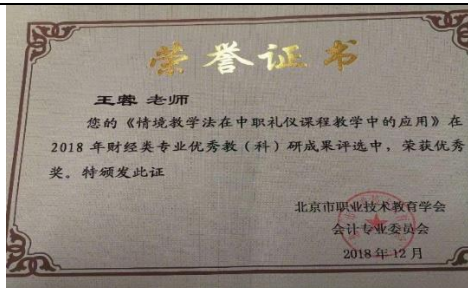 荣誉证书
王蓉 老师
您的《情境教学法在中职礼仪课程教学中的应用》在
2018 年财经类专业优秀教（科）研成果评选中，荣获优秀
奖。特颁发此证
北京市职业技术教育学会
会计专业委员会
2018 年 12 月